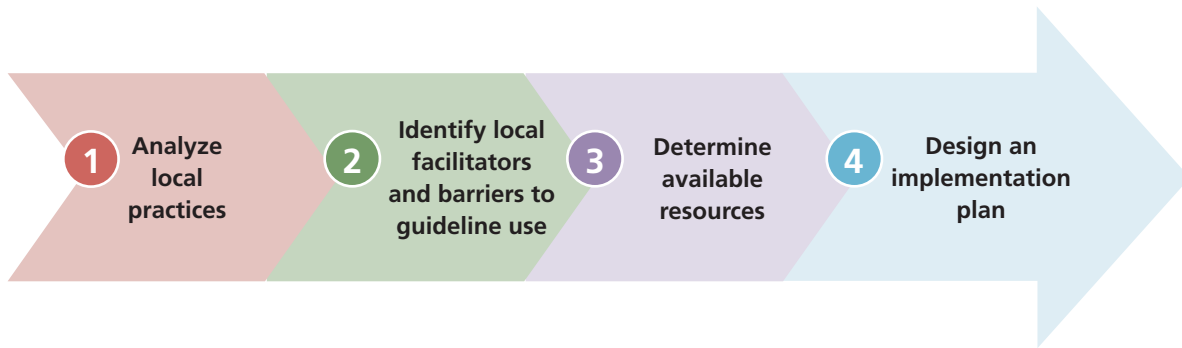 1
Analyze
local
practices
2
Identify local
facilitators
and barriers to
guideline use
3
Determine
available
resources
4
Design an
implementation
plan